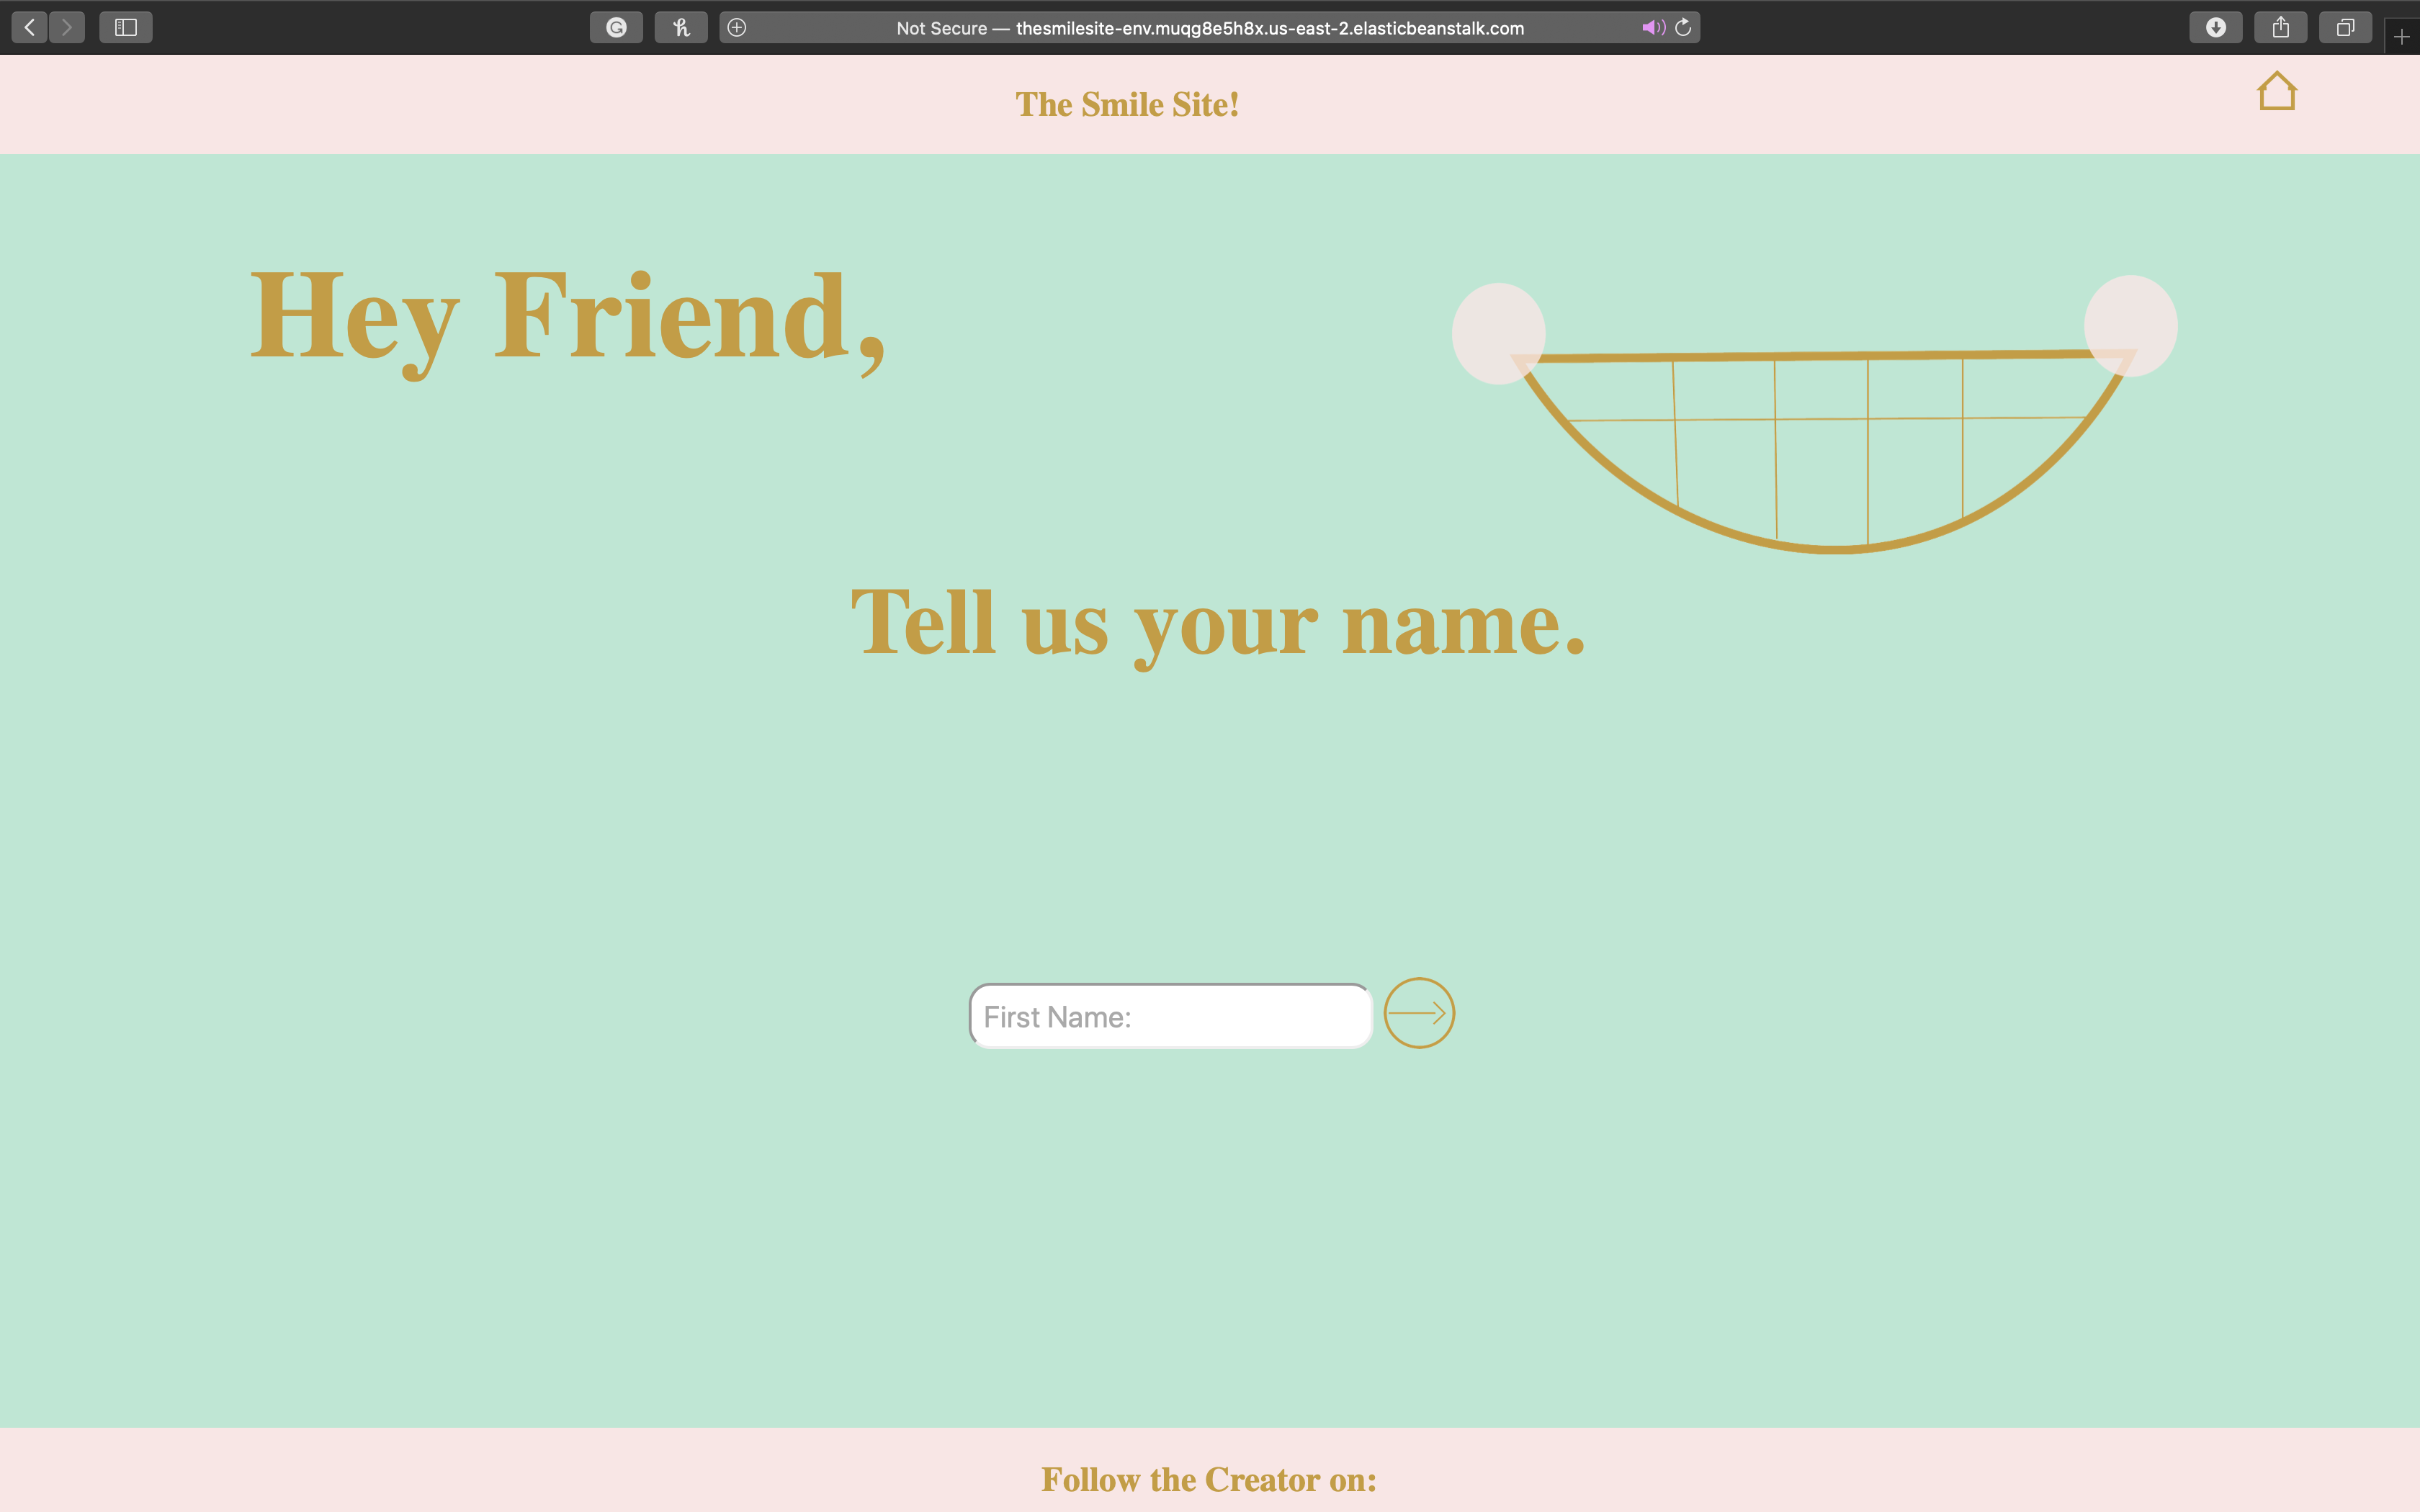 Not Secure — thesmilesite-env.muqg8e5h8x.us-east-2.elasticbeanstalk.com
The Smile Site!
Hey Friend,
Tell us your name.
First Name:
Follow the Creator on: